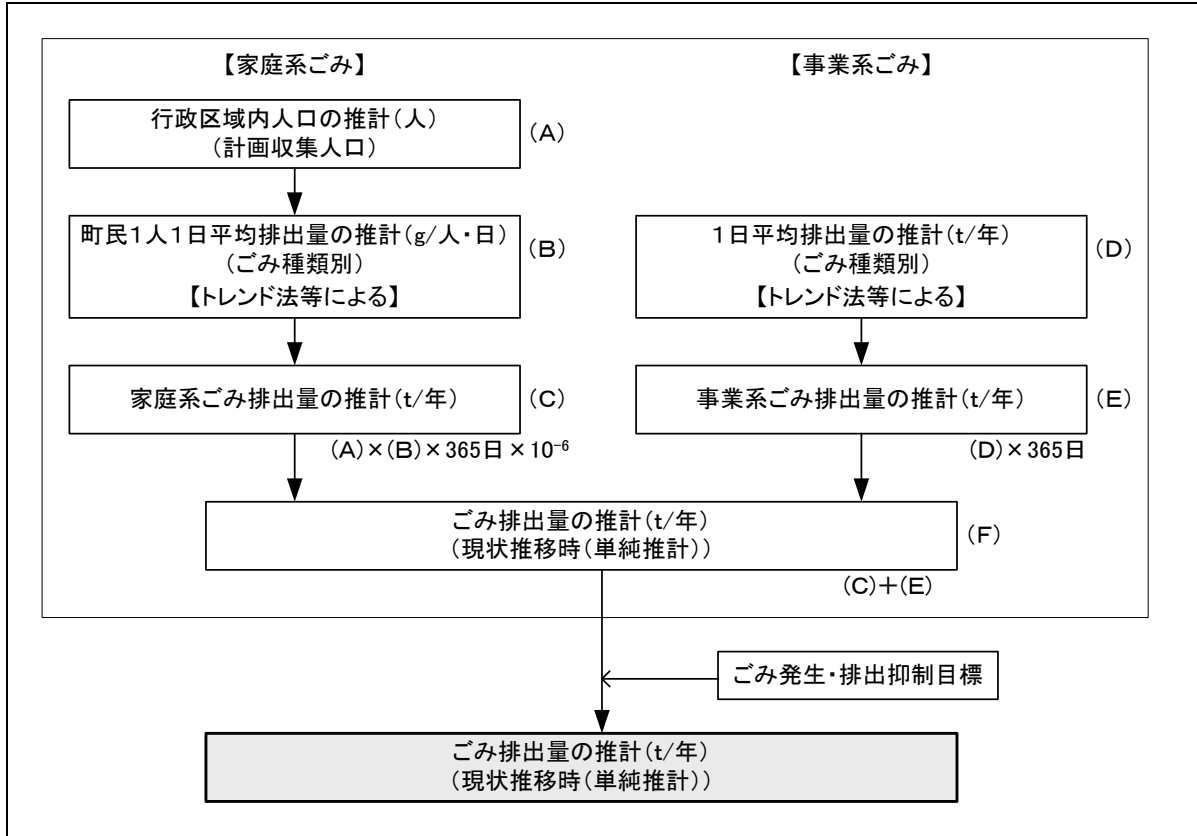 【家庭系ごみ】
【事業系ごみ】
行政区域内人口の推計（人）
（計画収集人口）
（A）
町民１人１日平均排出量の推計（g/人・日）
（ごみ種類別）
【トレンド法等による】
（B）
１日平均排出量の推計（t/年）
（ごみ種類別）
【トレンド法等による】
（D）
家庭系ごみ排出量の推計（t/年）
（C）
事業系ごみ排出量の推計（t/年）
（E）
（A）×（B）×365日×10⁻⁶
（D）×365日
ごみ排出量の推計（t/年）
（現状推移時（単純推計））
（F）
（C）＋（E）
ごみ発生・排出抑制目標
ごみ排出量の推計（t/年）
（現状推移時（単純推計））